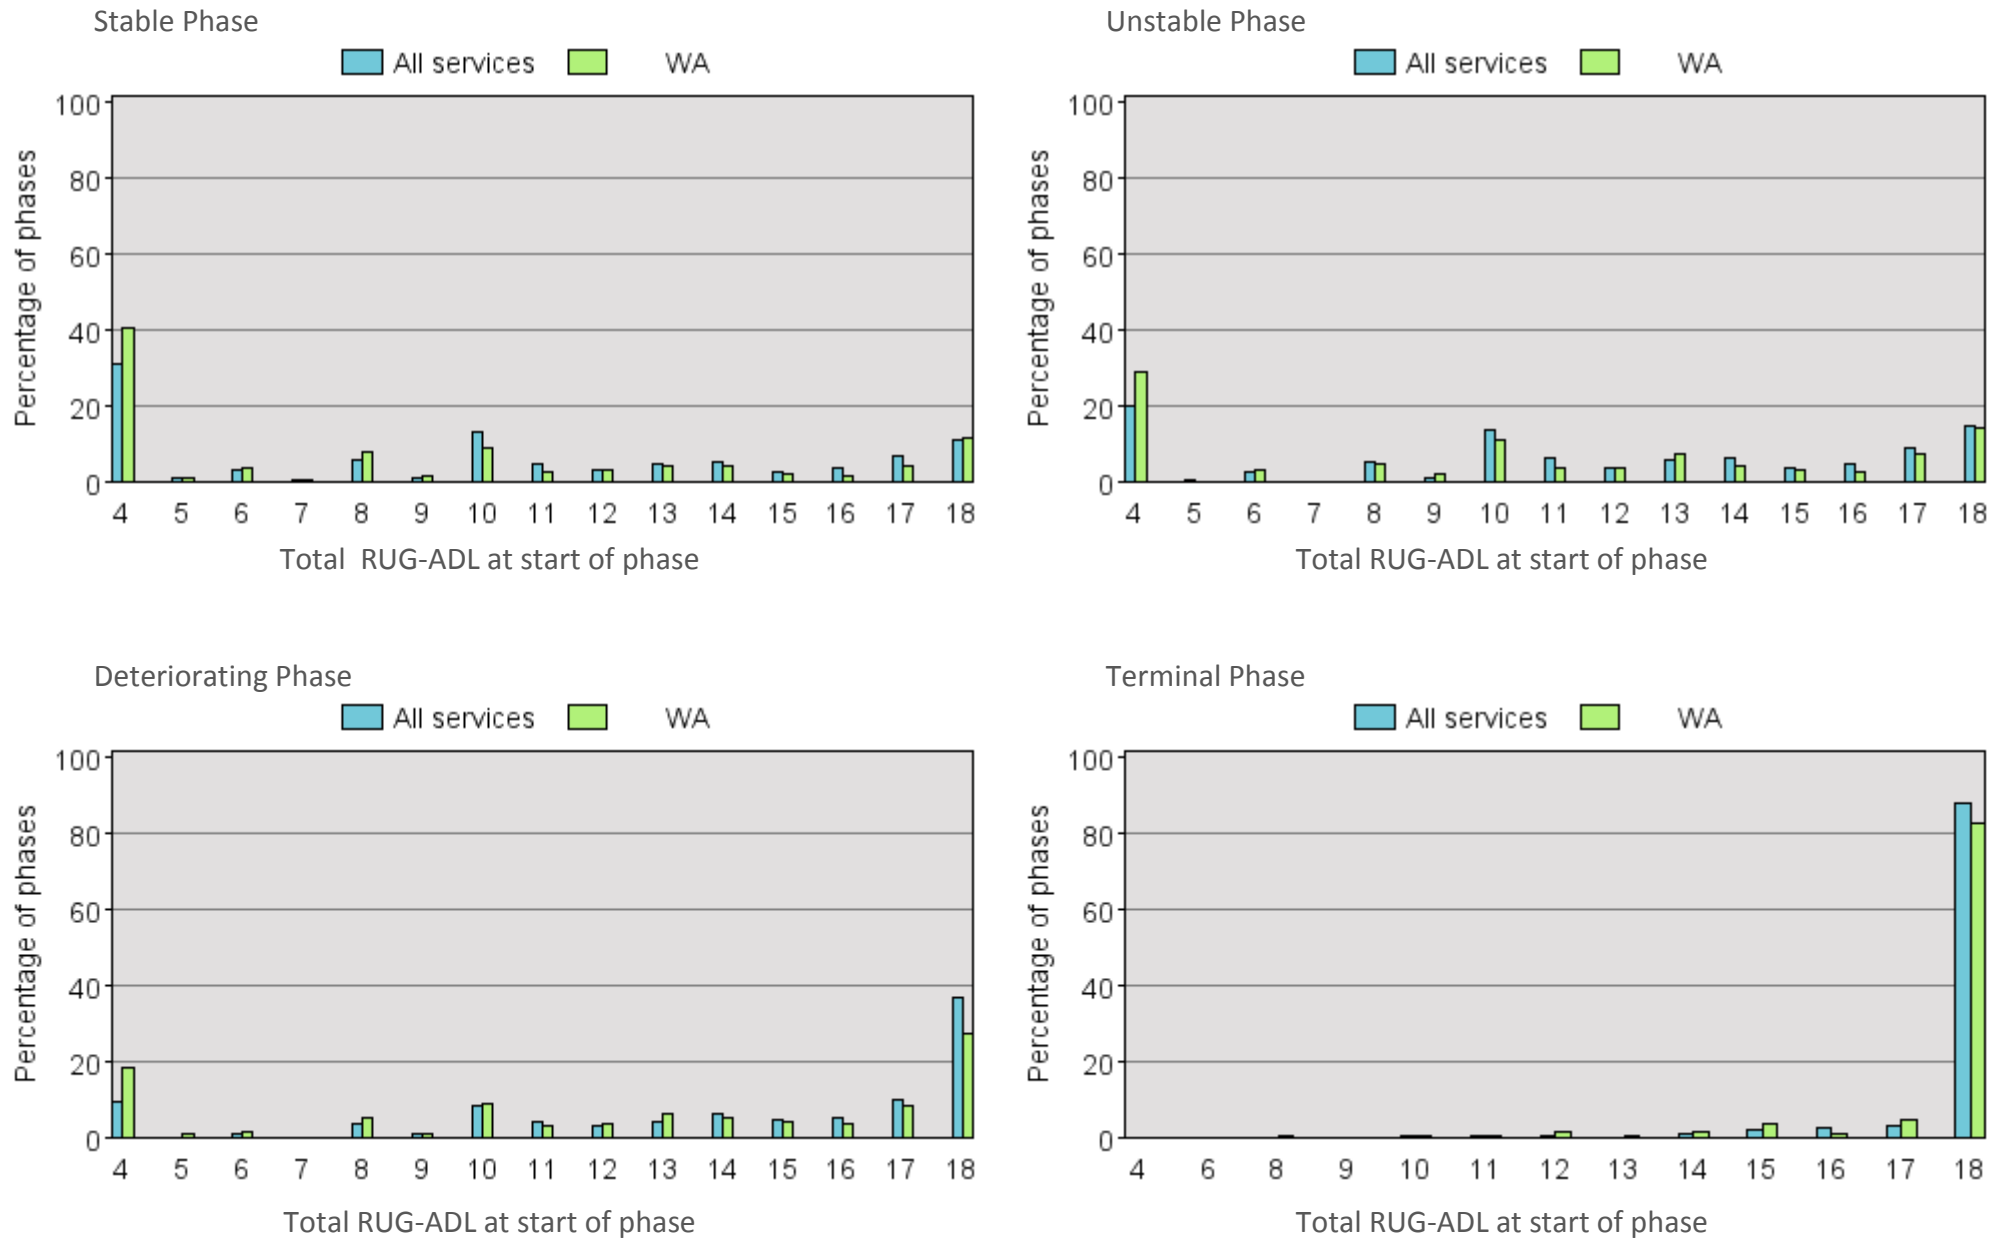 Stable Phase
All services WA
Percentage of phases
100
80
60
40
20
0
4 5 6 7 8 9 10 11 12 13 14 15 16 17 18
Total RUG-ADL at start of phase
Unstable Phase
All services WA
Percentage of phases
100
80
60
40
20
0
4 5 6 7 8 9 10 11 12 13 14 15 16 17 18
Total RUG-ADL at start of phase
Deteriorating Phase
All services WA
Percentage of phases
100
80
60
40
20
0
4 5 6 7 8 9 10 11 12 13 14 15 16 17 18
Total RUG-ADL at start of phase
Terminal Phase
All services WA
Percentage of phases
100
80
60
40
20
0
4 6 8 9 10 11 12 13 14 15 16 17 18
Total RUG-ADL at start of phase